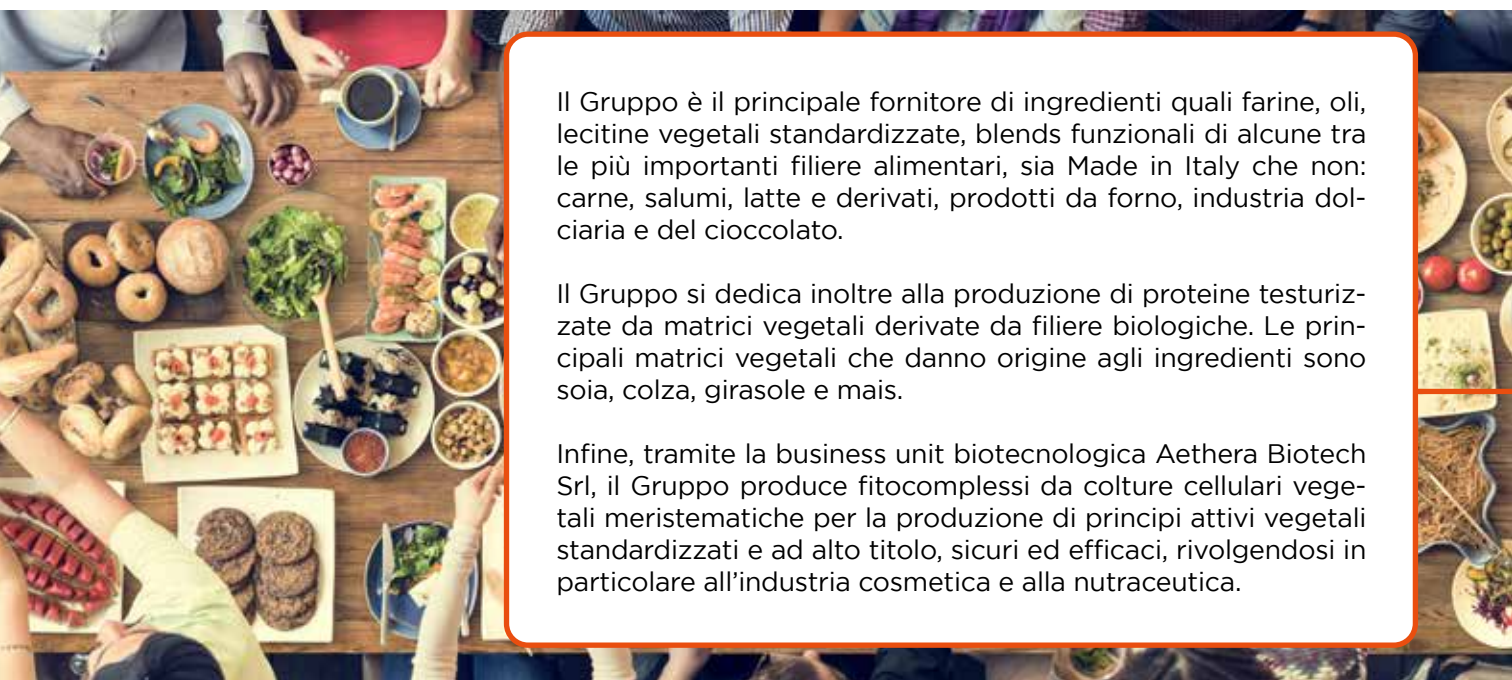 Il Gruppo è il principale fornitore di ingredienti quali farine, oli,
lecitine vegetali standardizzate, blends funzionali di alcune tra
le più importanti filiere alimentari, sia Made in Italy che non:
carne, salumi, latte e derivati, prodotti da forno, industria dol-
ciaria e del cioccolato.
Il Gruppo si dedica inoltre alla produzione di proteine testuriz-
zate da matrici vegetali derivate da filiere biologiche. Le prin-
cipali matrici vegetali che danno origine agli ingredienti sono
soia, colza, girasole e mais.
Infine, tramite la business unit biotecnologica Aethera Biotech
Srl, il Gruppo produce fitocomplessi da colture cellulari vege-
tali meristematiche per la produzione di principi attivi vegetali
standardizzati e ad alto titolo, sicuri ed efficaci, rivolgendosi in
particolare all’industria cosmetica e alla nutraceutica.